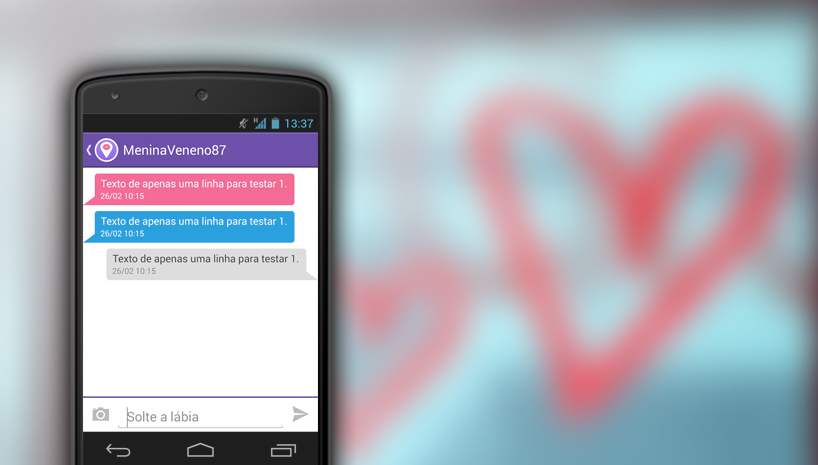 H
13:37
MeninaVeneno87
Texto de apenas uma linha para testar 1.
26/02 10:15
Texto de apenas uma linha para testar 1.
26/02 10:15
Texto de apenas uma linha para testar 1.
26/02 10:15
Solte a lábia